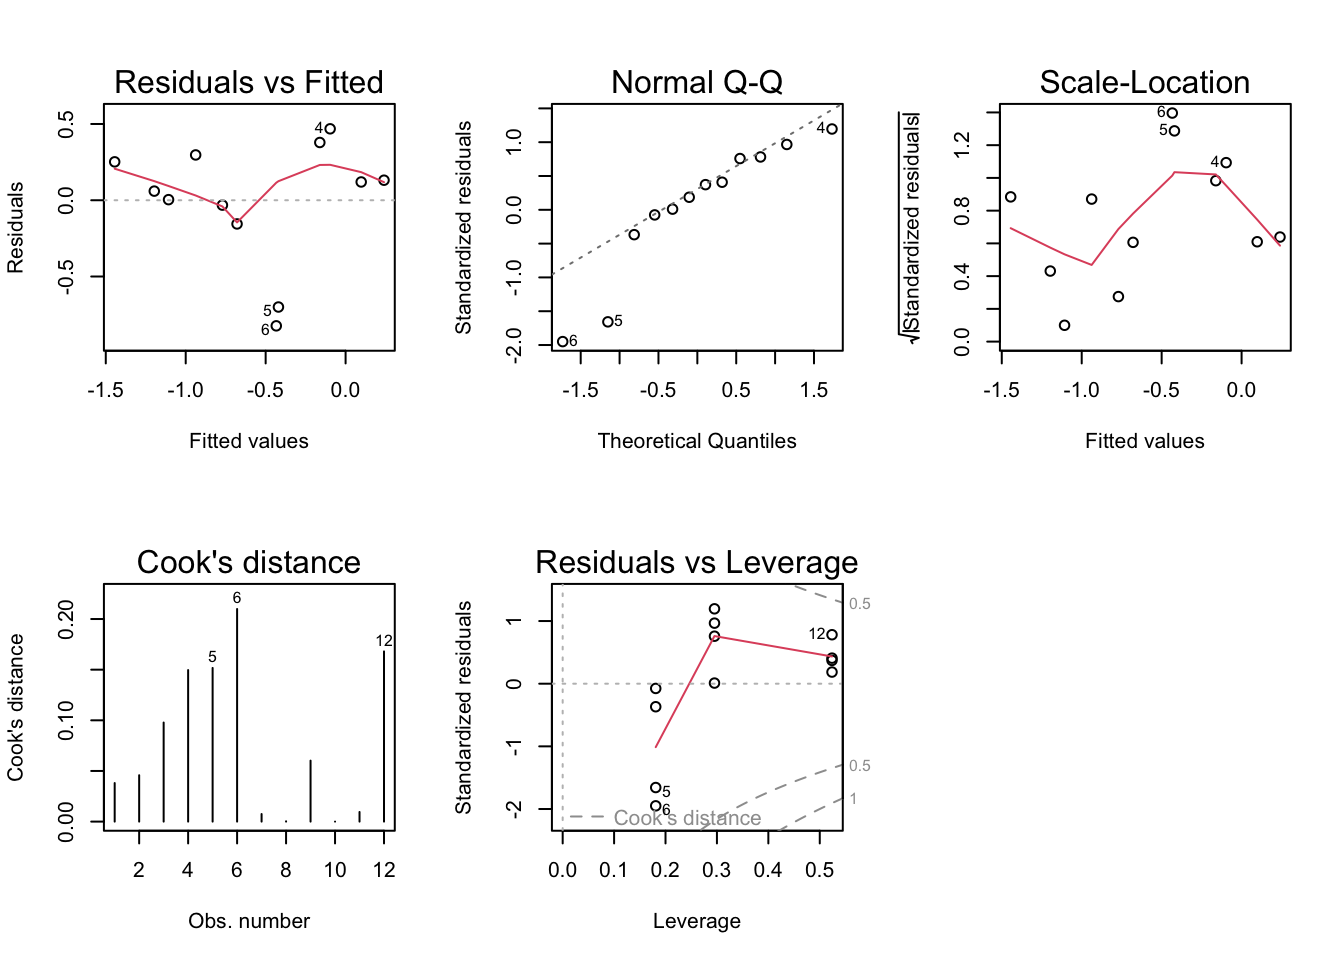 Residuals vs Fitted
Residuals
0.5
0.0
-0.5
4
5
6
-1.5 -1.0 -0.5 0.0
Fitted values
Normal Q-Q
Standardized residuals
1.0
0.0
-1.0
-2.0
4
5
6
-1.5 -0.5 0.5 1.5
Theoretical Quantiles
Scale-Location
√|Standardized residuals|
1.2
0.8
0.4
0.0
6
5
4
-1.5 -1.0 -0.5 0.0
Fitted values
Cook's distance
Cook's distance
0.20
0.10
0.00
6
5
12
2 4 6 8 10 12
Obs. number
Residuals vs Leverage
Standardized residuals
1
0
-1
-2
12
5
6
Cook's distance
0.5
0.5
1
0.0 0.1 0.2 0.3 0.4 0.5
Leverage